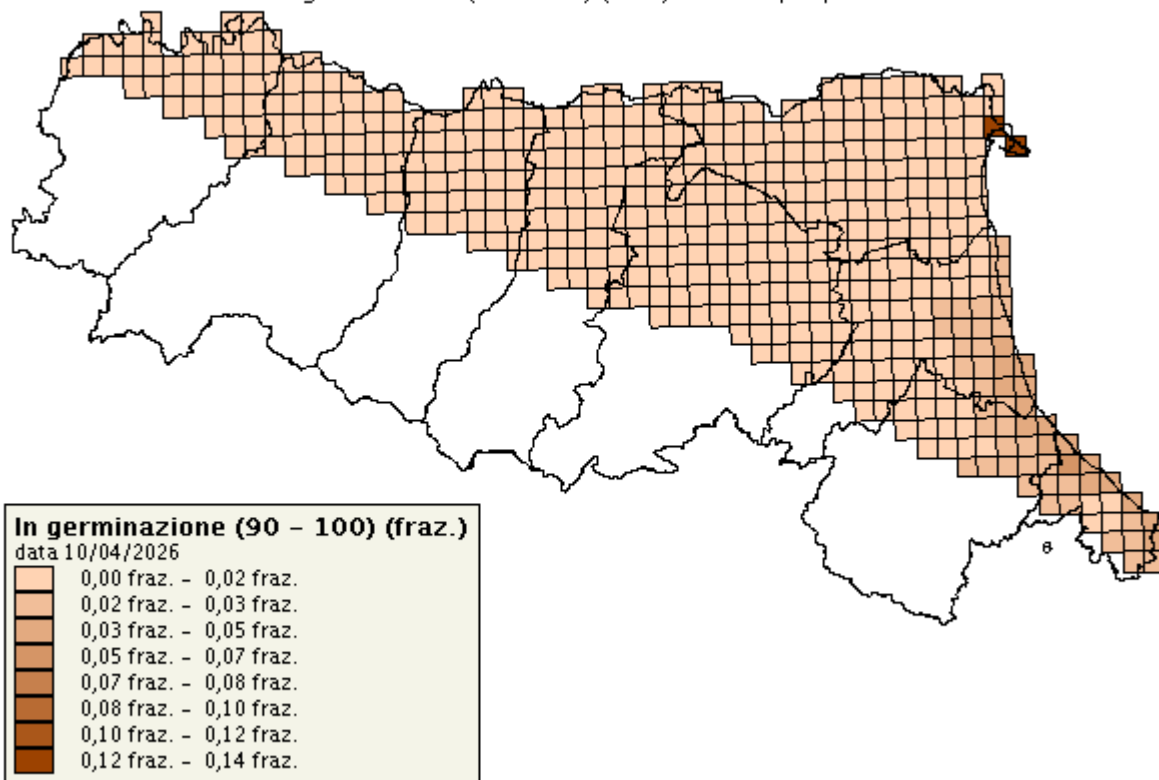 In germinazione (90 – 100) (fraz.)
data 10/04/2026
0,00 fraz. – 0,02 fraz.
0,02 fraz. – 0,03 fraz.
0,03 fraz. – 0,05 fraz.
0,05 fraz. – 0,07 fraz.
0,07 fraz. – 0,08 fraz.
0,08 fraz. – 0,10 fraz.
0,10 fraz. – 0,12 fraz.
0,12 fraz. – 0,14 fraz.